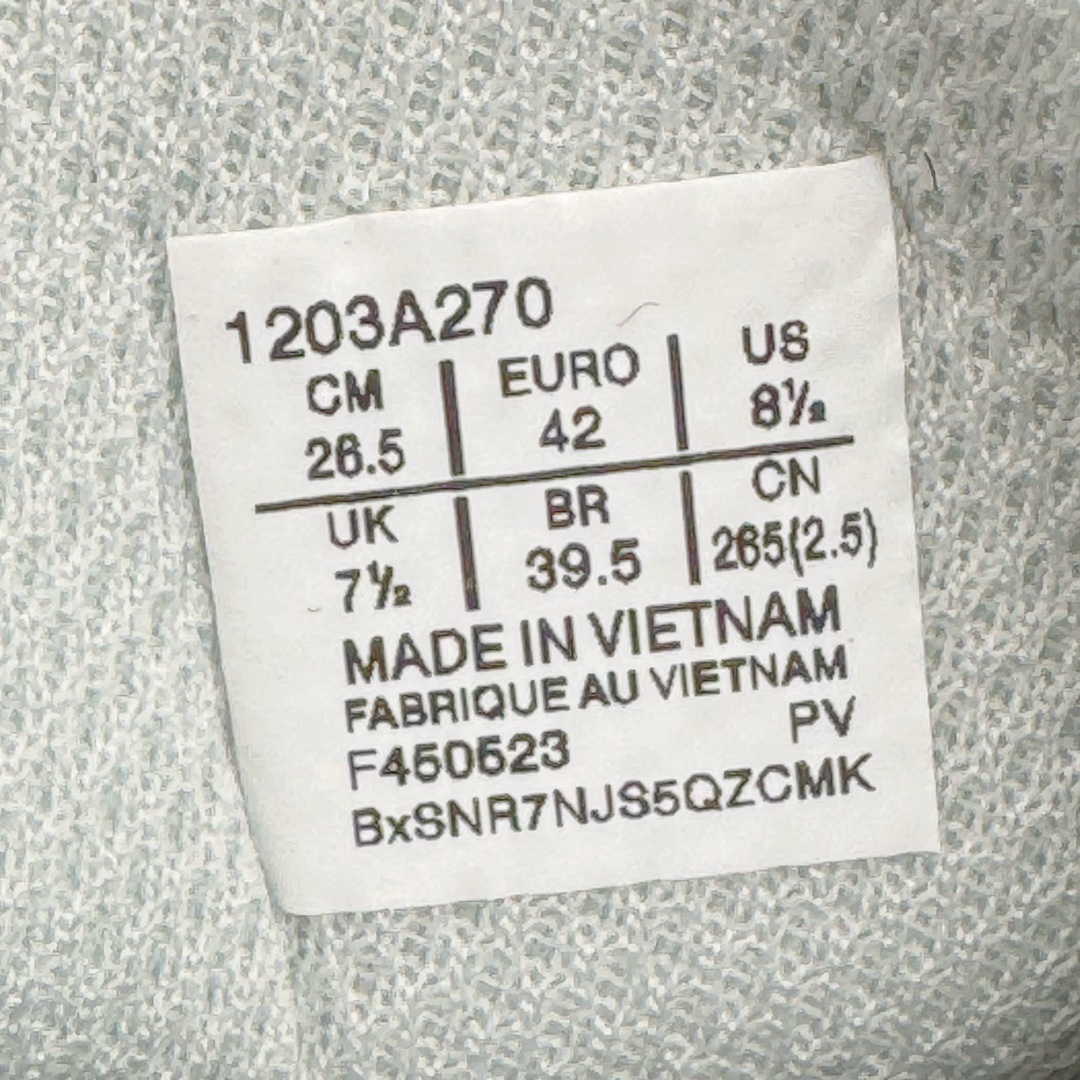 1203A270
CM EURO US
26.5 42 8½
UK BR CN
7½ 39.5 265(2.5)
MADE IN VIETNAM
FABRIQUE AU VIETNAM
F450523 PV
BxSNR7NJS5QZCMK